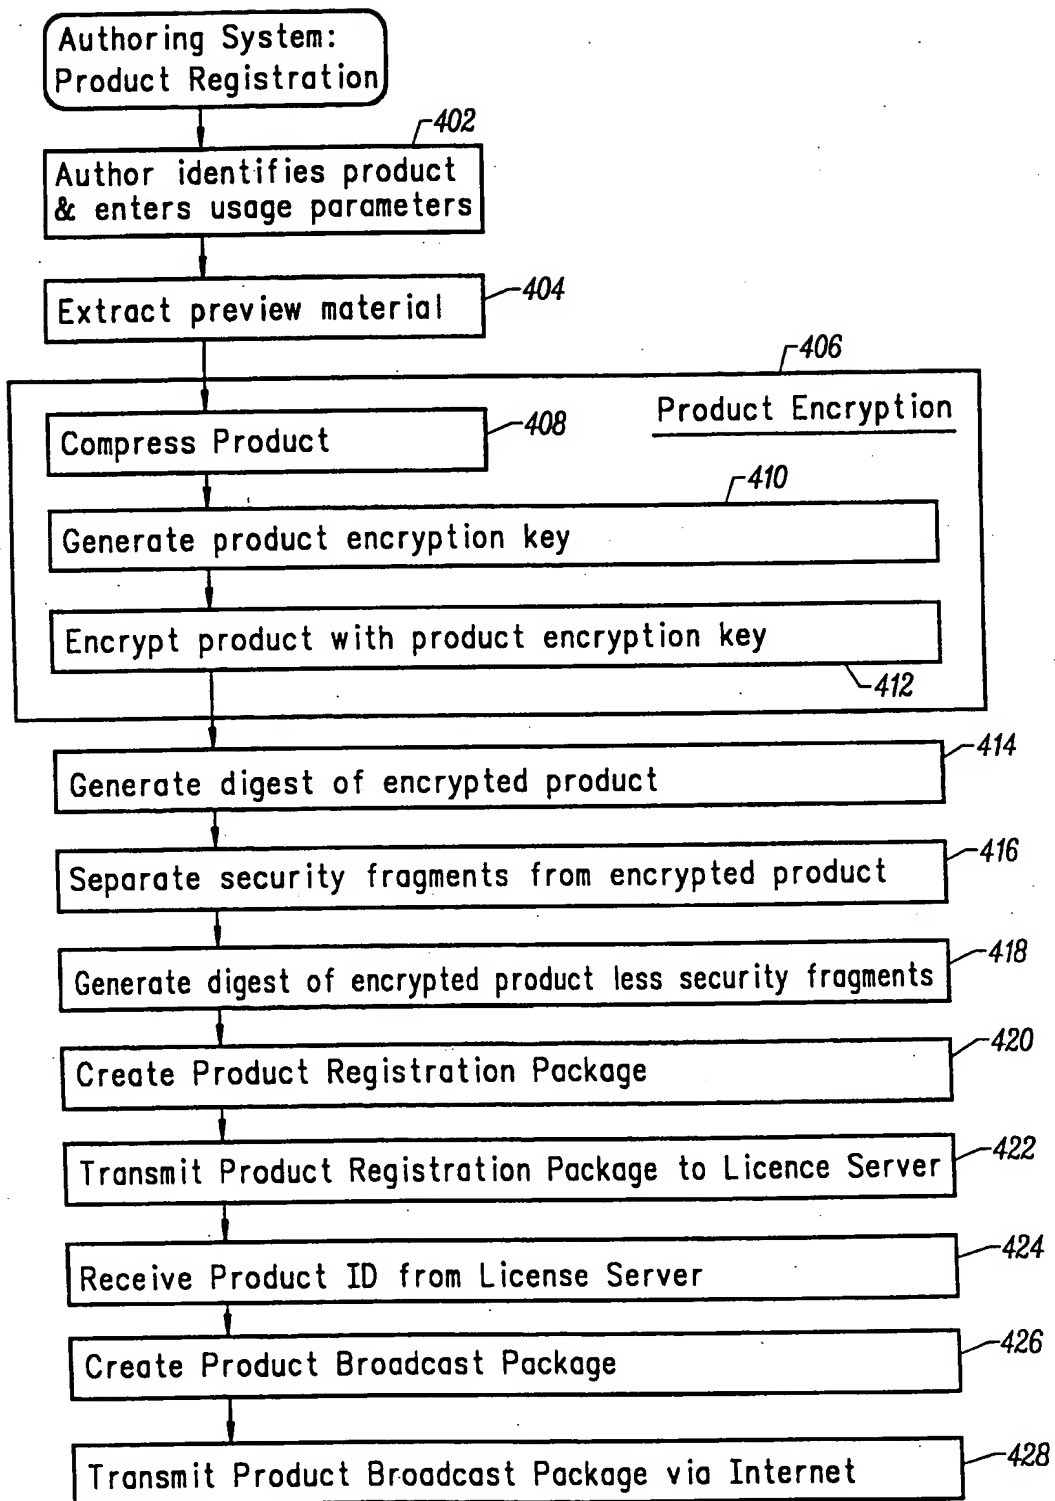 Authoring System:
Product Registration
402
Author identifies product
& enters usage parameters
Extract preview material
404
406
Product Encryption
Compress Product
408
410
Generate product encryption key
Encrypt product with product encryption key
412
414
Generate digest of encrypted product
Separate security fragments from encrypted product
416
Generate digest of encrypted product less security fragments
418
Create Product Registration Package
420
Transmit Product Registration Package to Licence Server
422
Receive Product ID from License Server
424
Create Product Broadcast Package
426
Transmit Product Broadcast Package via Internet
428